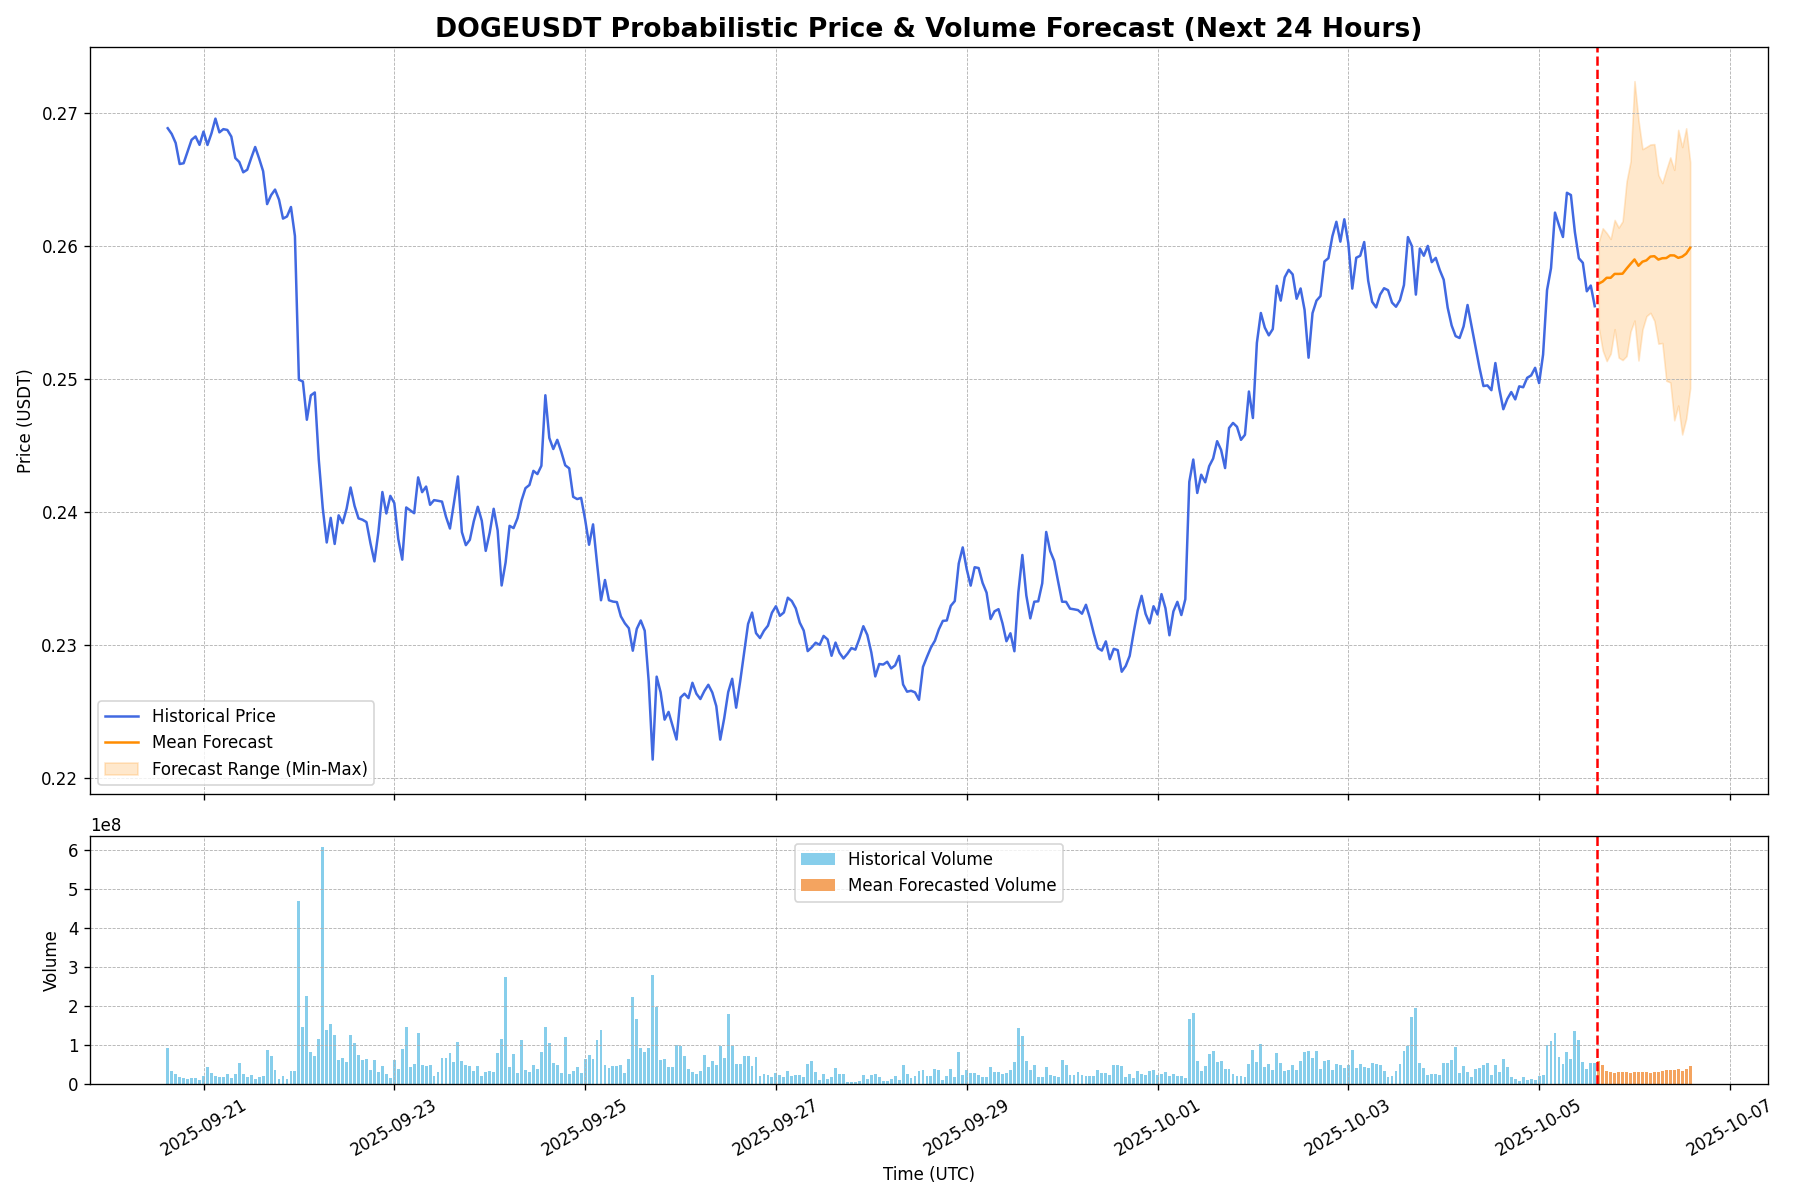 DOGEUSDT Probabilistic Price & Volume Forecast (Next 24 Hours)
0.27
0.26
0.25
0.24
0.23
0.22
Price (USDT)
Historical Price
Mean Forecast
Forecast Range (Min-Max)
1e8
6
5
4
3
2
1
0
Volume
Historical Volume
Mean Forecasted Volume
2025-09-21
2025-09-23
2025-09-25
2025-09-27
2025-09-29
2025-10-01
2025-10-03
2025-10-05
2025-10-07
Time (UTC)